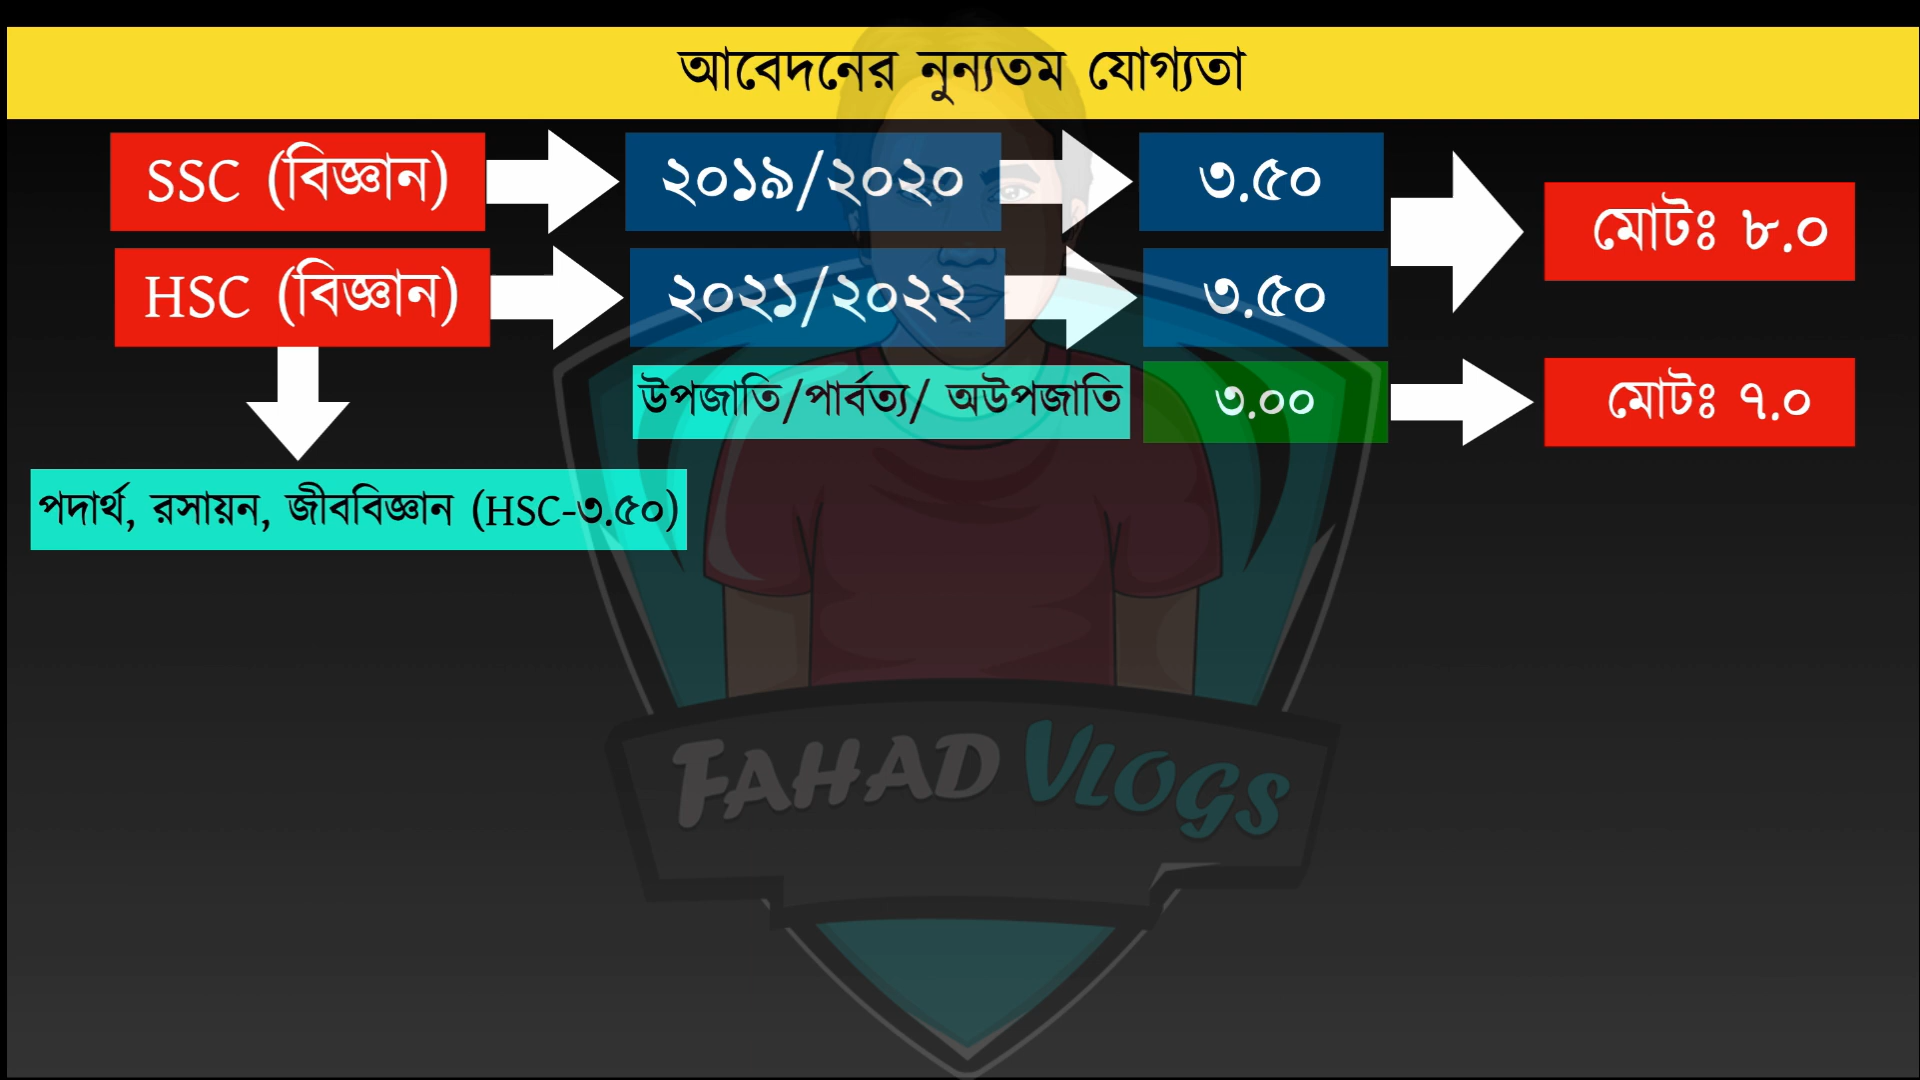 আবেদনের নুন্যতম যোগ্যতা
SSC (বিজ্ঞান) ২০১৯/২০২০ ৩.৫০
মোটঃ ৮.০
HSC (বিজ্ঞান) ২০২১/২০২২ ৩.৫০
উপজাতি/পার্বত্য/ অউপজাতি ৩.০০ মোটঃ ৭.০
পদার্থ, রসায়ন, জীববিজ্ঞান (HSC-৩.৫০)
FAHAD VLOGS